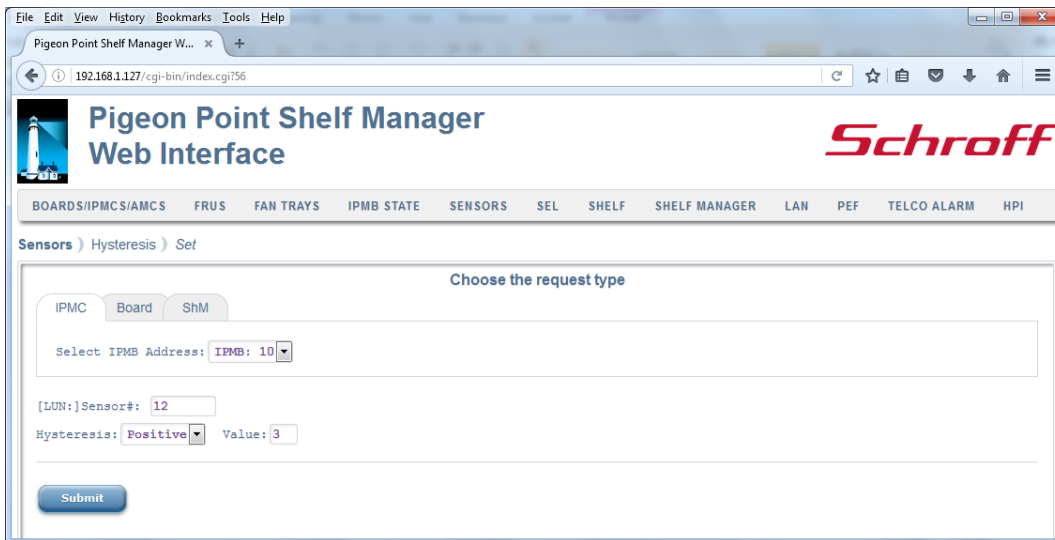 File Edit View History Bookmarks Tools Help
Pigeon Point Shelf Manager W... × +
192.168.1.127/cgi-bin/index.cgi?56
Pigeon Point Shelf Manager
Web Interface
Schroff
BOARDS/IPMCS/AMCS FRUS FAN TRAYS IPMB STATE SENSORS SEL SHELF SHELF MANAGER LAN PEF TELCO ALARM HPI
Sensors ) Hysteresis ) Set
Choose the request type
IPMC Board ShM
Select IPMB Address: IPMB: 10
[LUN:]Sensor#: 12
Hysteresis: Positive Value: 3
Submit